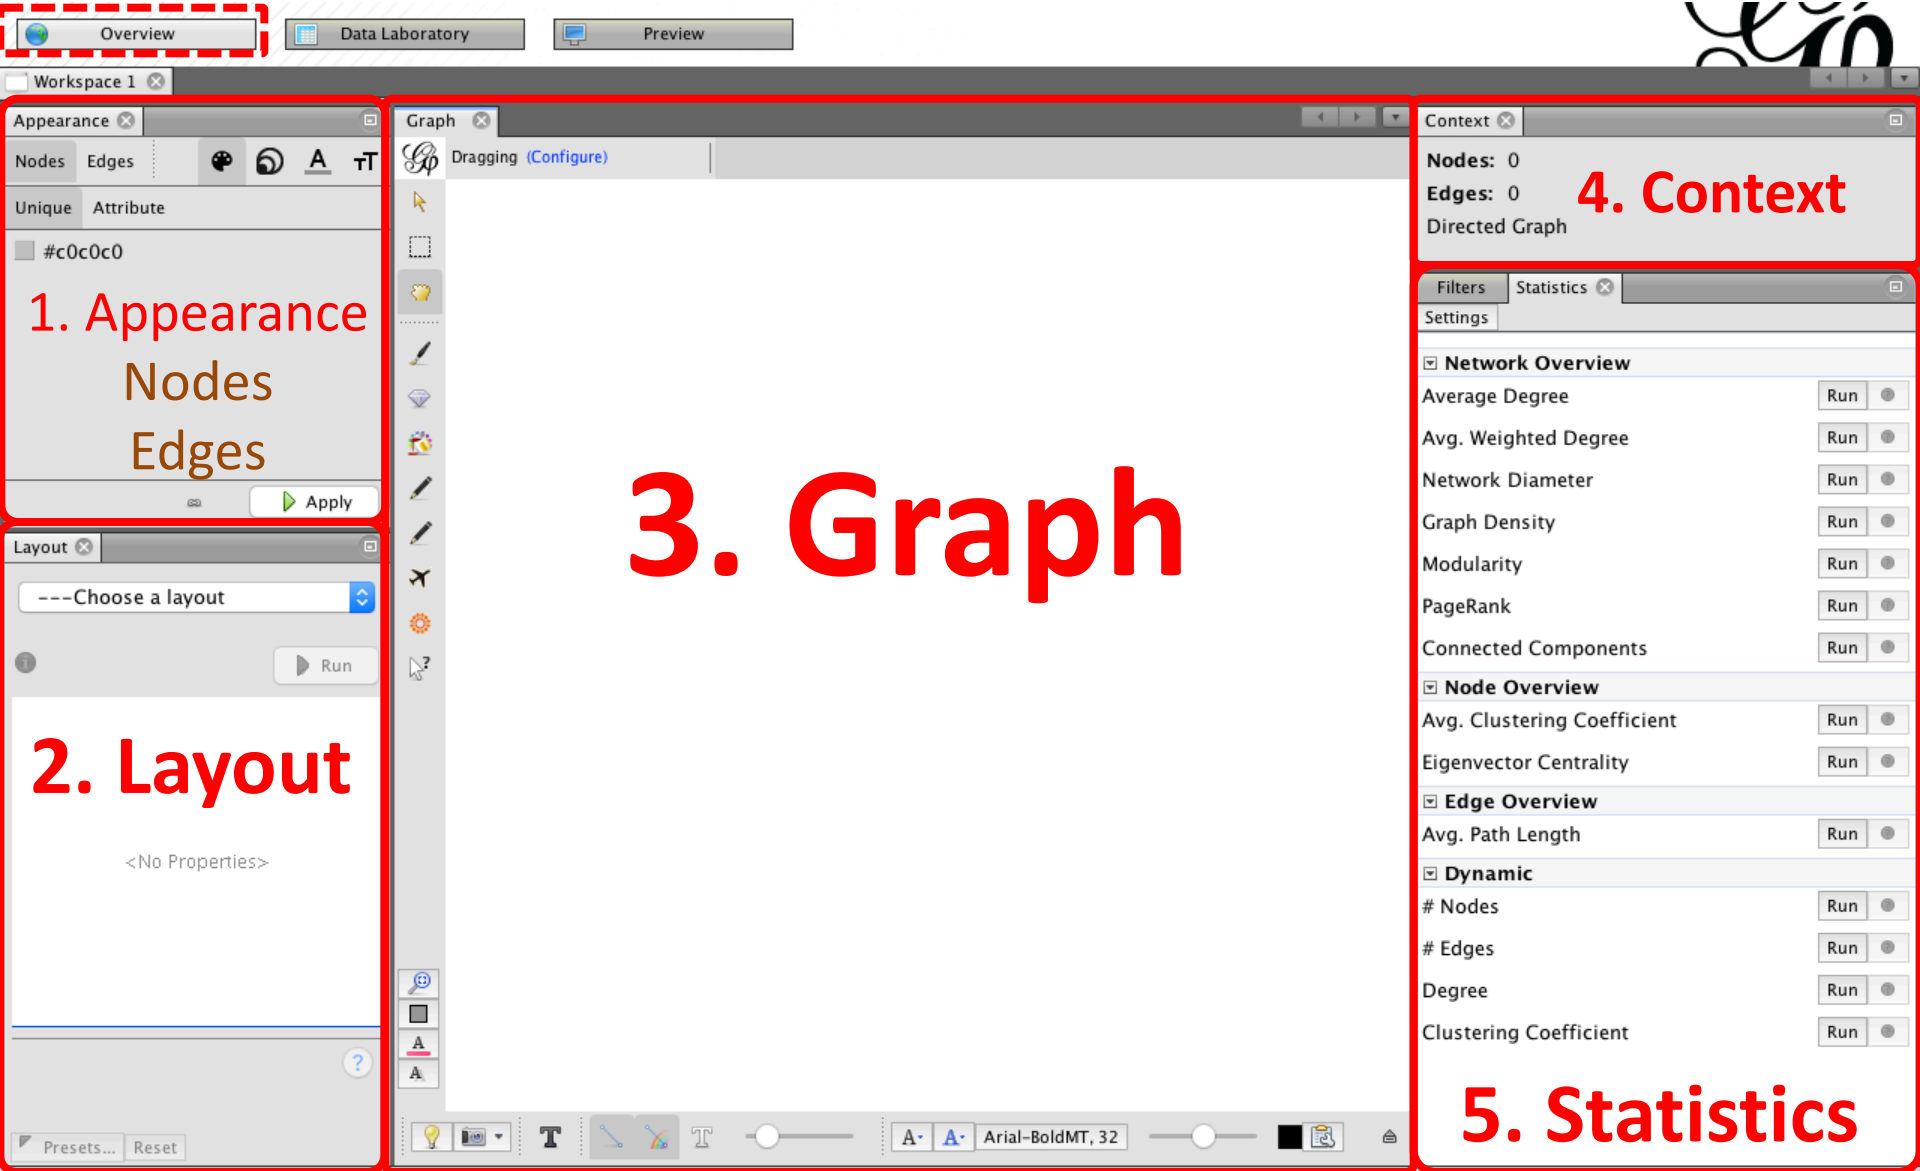 Overview
Data Laboratory
Preview
Workspace 1
Appearance
Nodes Edges
A
TT
Unique Attribute
#c0c0c0
1. Appearance
Nodes
Edges
Apply
Layout
---Choose a layout
Run
2. Layout
<No Properties>
?
Presets... Reset
Graph
Dragging (Configure)
?
3. Graph
A
A
T
T
A
A
Arial-BoldMT, 32
Context
Nodes: 0
Edges: 0
Directed Graph
4. Context
Filters Statistics
Settings
Network Overview
Average Degree Run
Avg. Weighted Degree Run
Network Diameter Run
Graph Density Run
Modularity Run
PageRank Run
Connected Components Run
Node Overview
Avg. Clustering Coefficient Run
Eigenvector Centrality Run
Edge Overview
Avg. Path Length Run
Dynamic
# Nodes Run
# Edges Run
Degree Run
Clustering Coefficient Run
5. Statistics